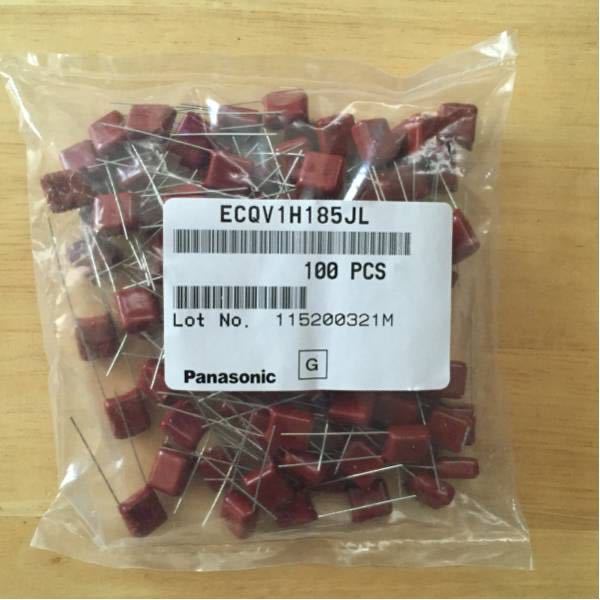 ECQV1H185JL
100 PCS
Lot No. 115200321M
Panasonic G